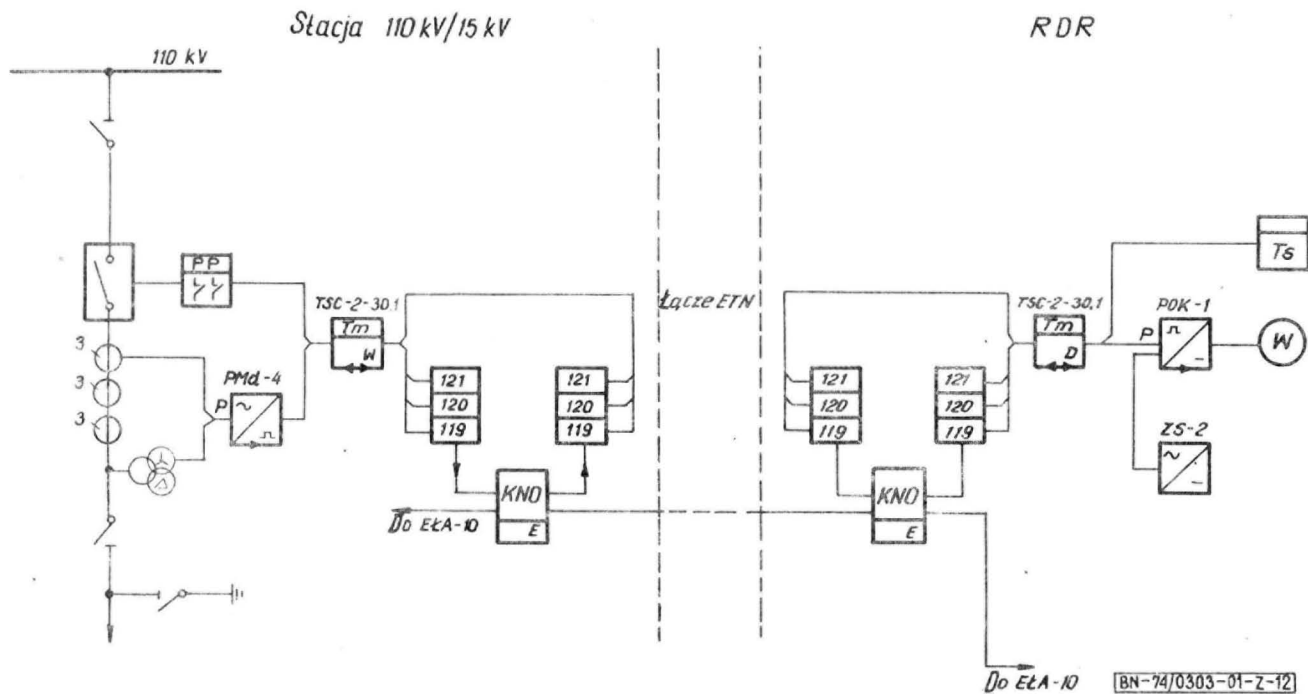 Stacja 110 kV/15 kV
RDR
110 kV
PP
TSC-2-30.1
Tm
W
Łącze ETN
TSC-2-30.1
Tm
D
Ts
POK-1
P
W
3
3
3
PMd-4
P
121
120
119
121
120
119
121
120
119
121
120
119
ZS-2
KNO
E
KNO
E
Do EŁA-10
Do EŁA-10
BN-74/0303-01-Z-12